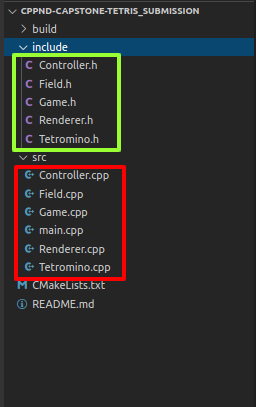 CPPND-CAPSTONE-TETRIS_SUBMISSION
build
include
C Controller.h
C Field.h
C Game.h
C Renderer.h
C Tetromino.h
src
C++ Controller.cpp
C++ Field.cpp
C++ Game.cpp
C++ main.cpp
C++ Renderer.cpp
C++ Tetromino.cpp
M CMakeLists.txt
README.md